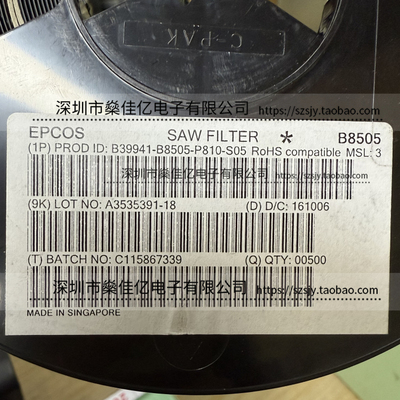 C-PAK
深圳市燊佳亿电子有限公司
https://szsjy.taobao.com
EPCOS SAW FILTER * B8505
(1P) PROD ID: B39941-B8505-P810-S05 RoHS compatible MSL: 3
深圳市燊佳亿电子有限公司
https://szsjy.taobao.com
(9K) LOT NO: A3535391-18 (D) D/C: 161006
(T) BATCH NO: C115867339 (Q) QTY: 00500
深圳市燊佳亿电子有限公司
https://szsjy.taobao.com
MADE IN SINGAPORE